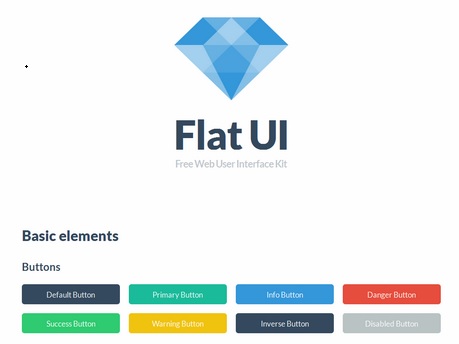 Flat UI
Free Web User Interface Kit
Basic elements
Buttons
Default Button
Primary Button
Info Button
Danger Button
Success Button
Warning Button
Inverse Button
Disabled Button